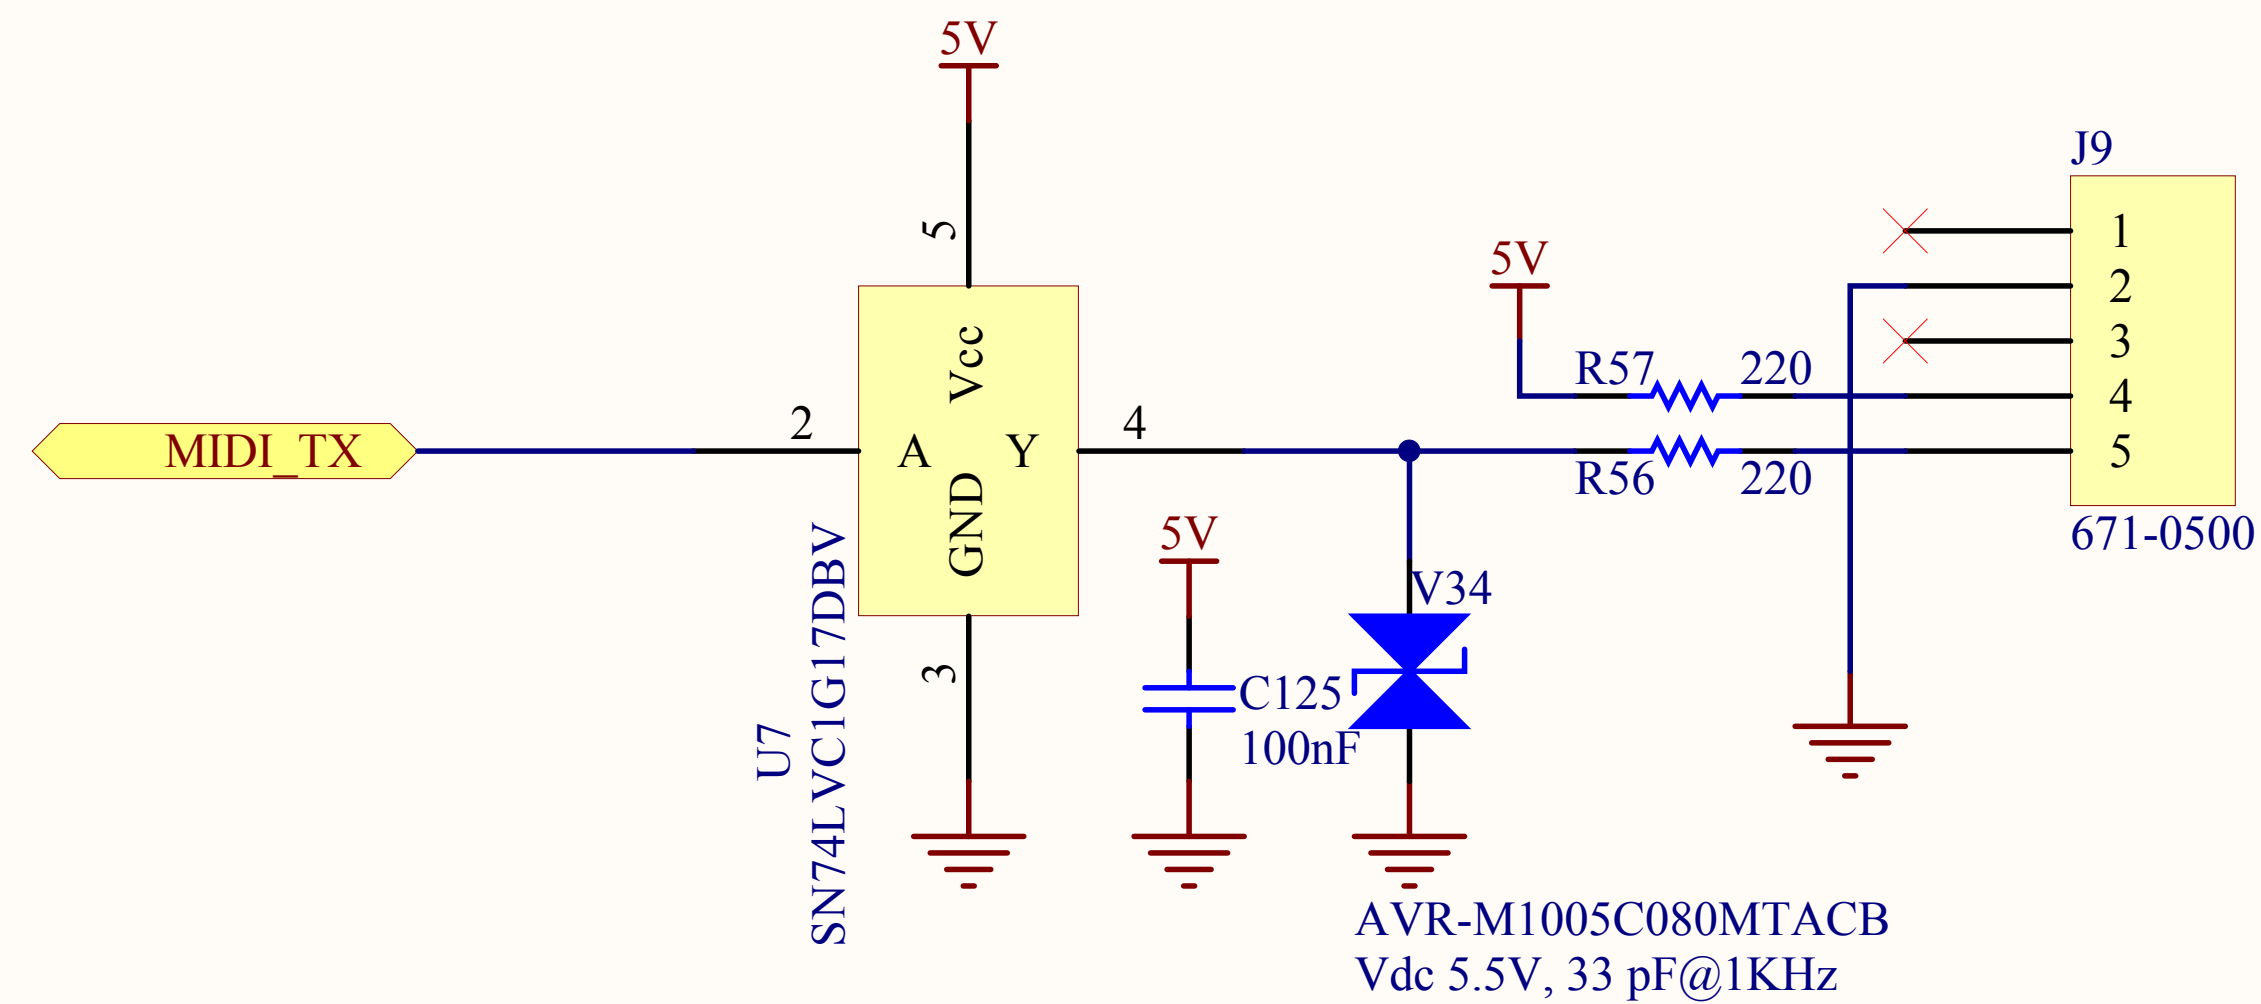 5V
J9
5
1
5V
2
Vcc
3
R57
220
4
2
4
MIDI_TX
A
Y
5
R56
220
GND
5V
671-0500
V34
3
C125
100nF
U7
SN74LVC1G17DBV
AVR-M1005C080MTACB
Vdc 5.5V, 33 pF@1KHz